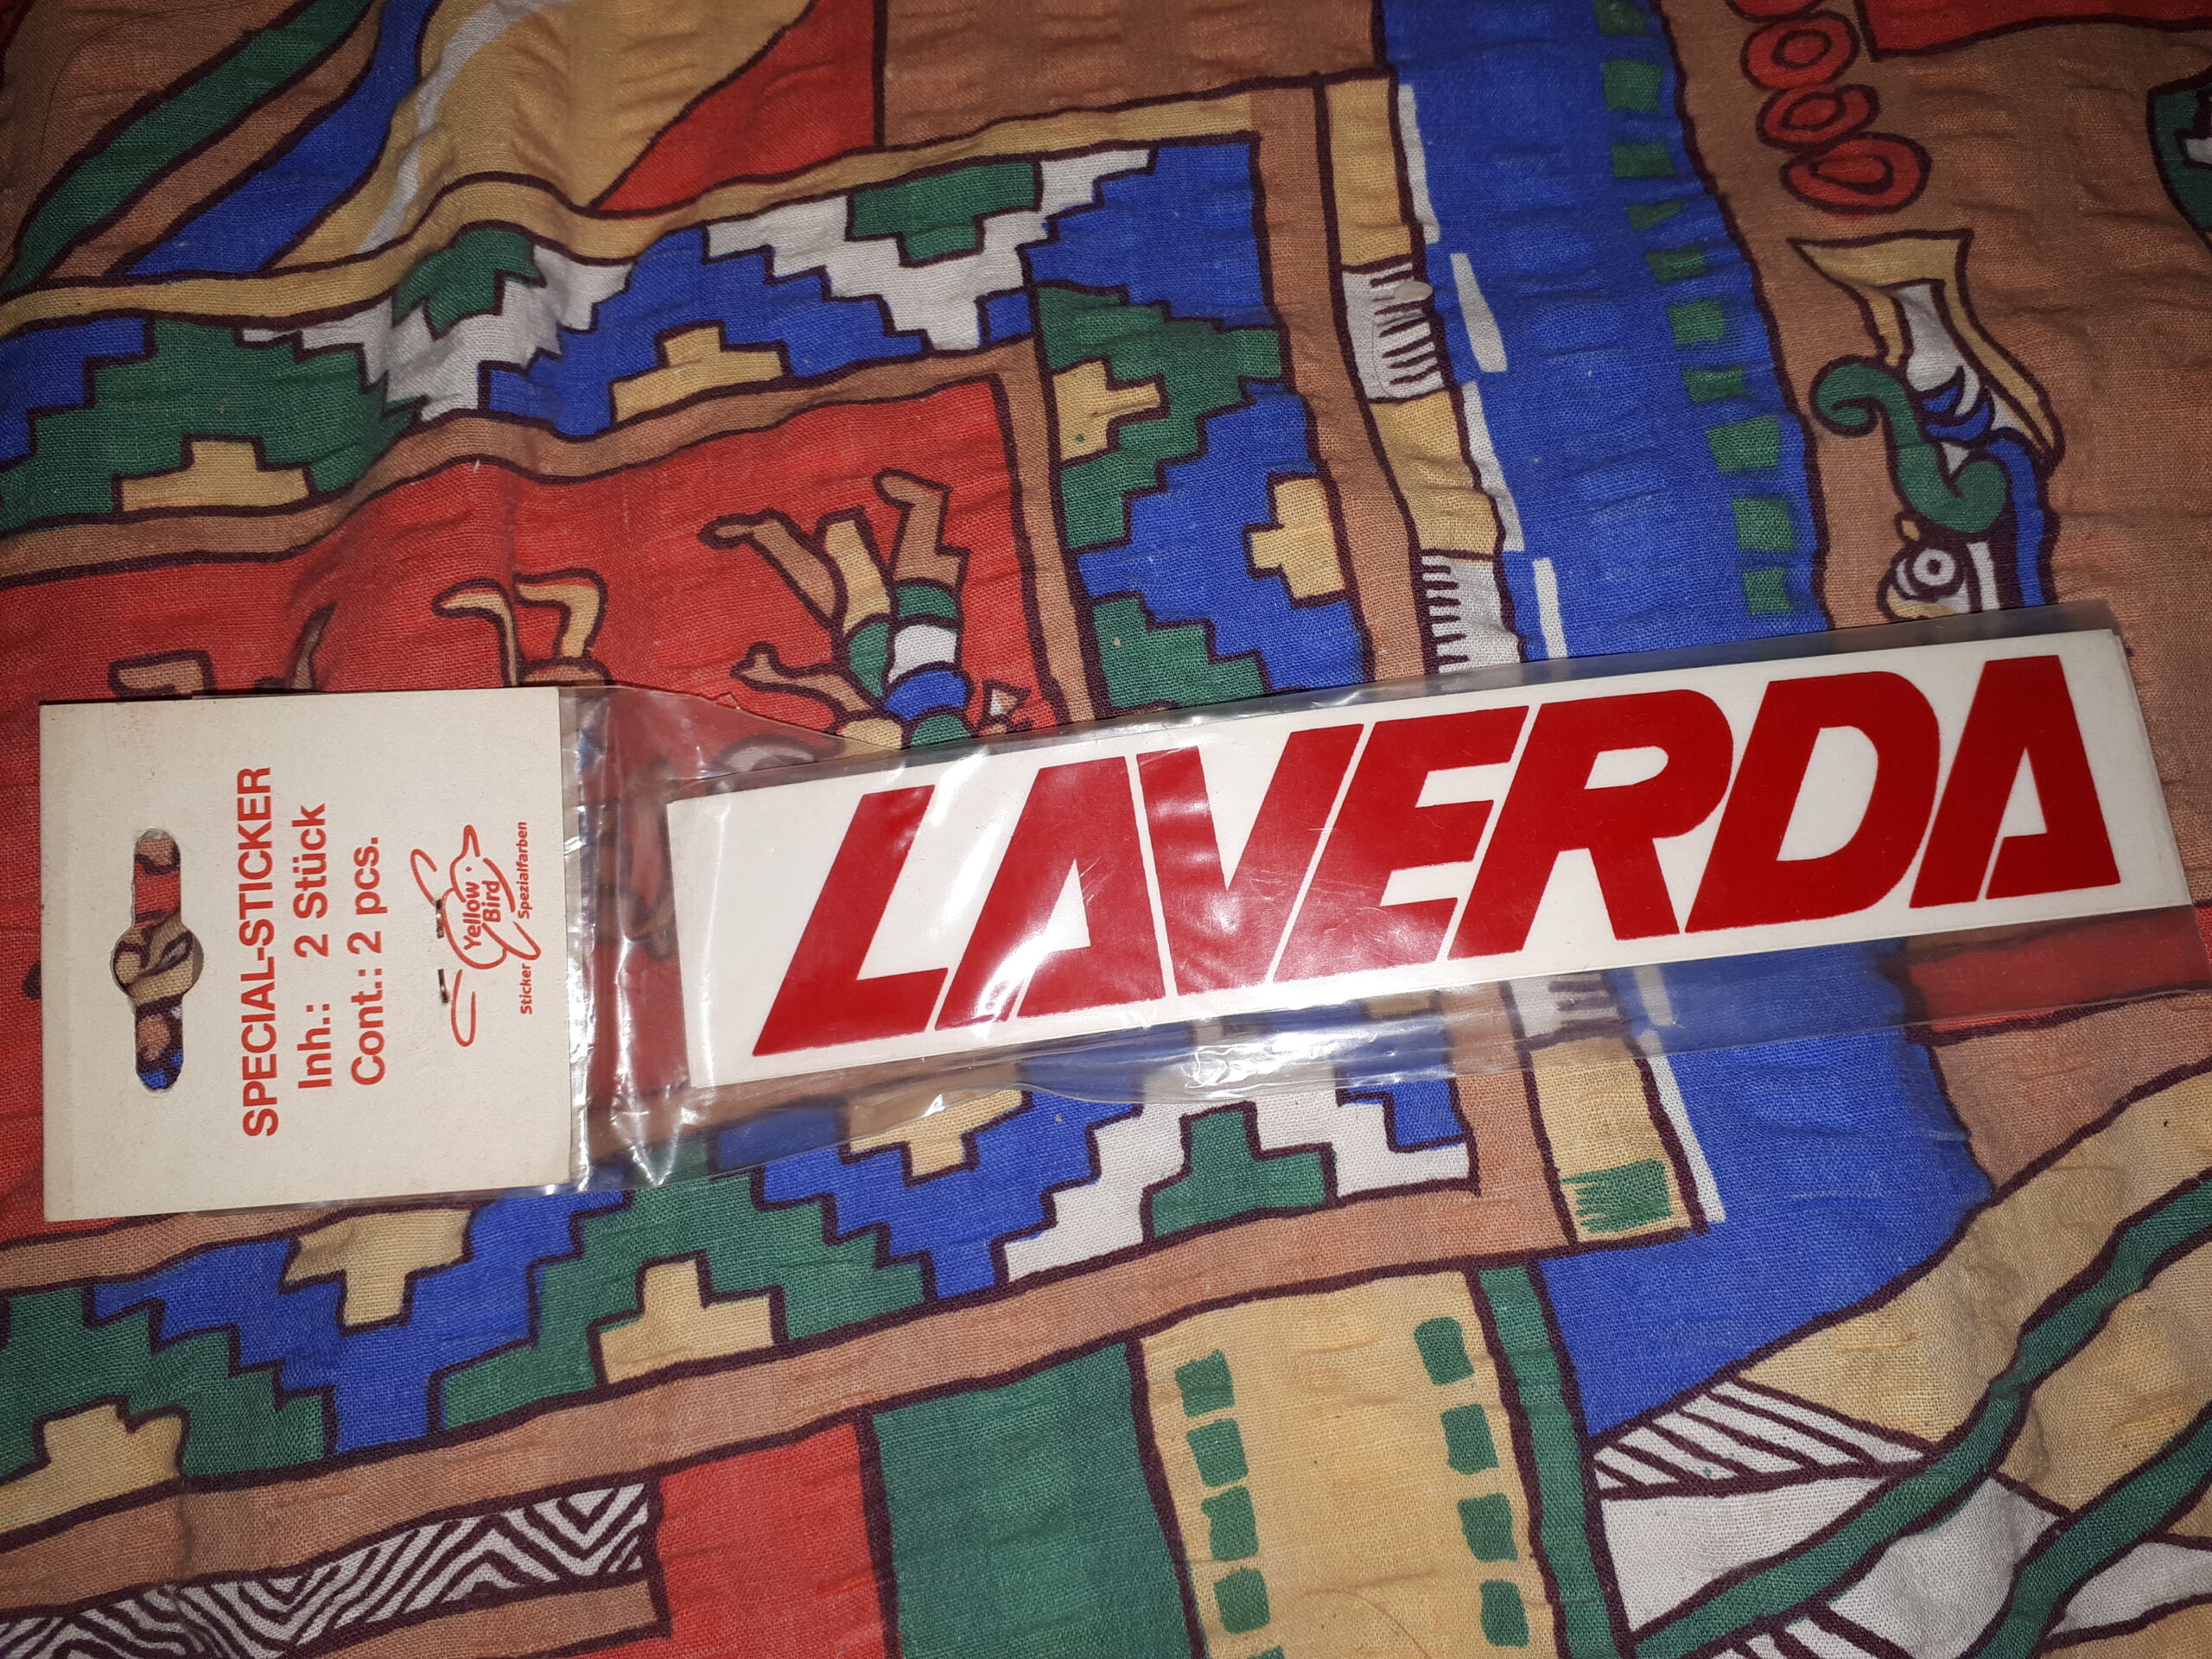 SPECIAL-STICKER
Inh.: 2 Stück
Cont.: 2 pcs.
Yellow
Bird
Sticker Spezialfarben
LAVERDA